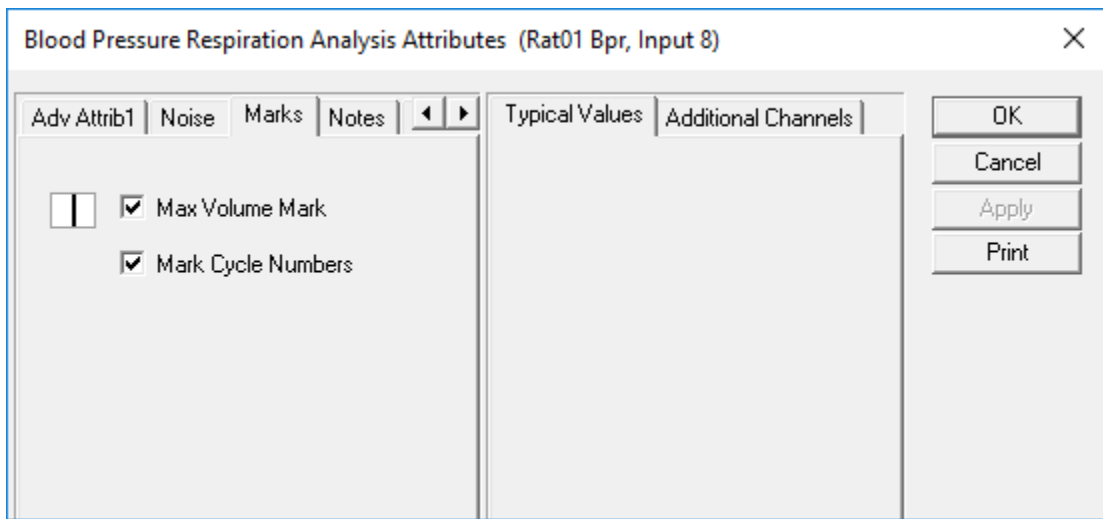 Blood Pressure Respiration Analysis Attributes (Rat01 Bpr, Input 8)
Adv Attrib1 Noise Marks Notes Typical Values Additional Channels
OK
Cancel
Max Volume Mark
Apply
Mark Cycle Numbers
Print